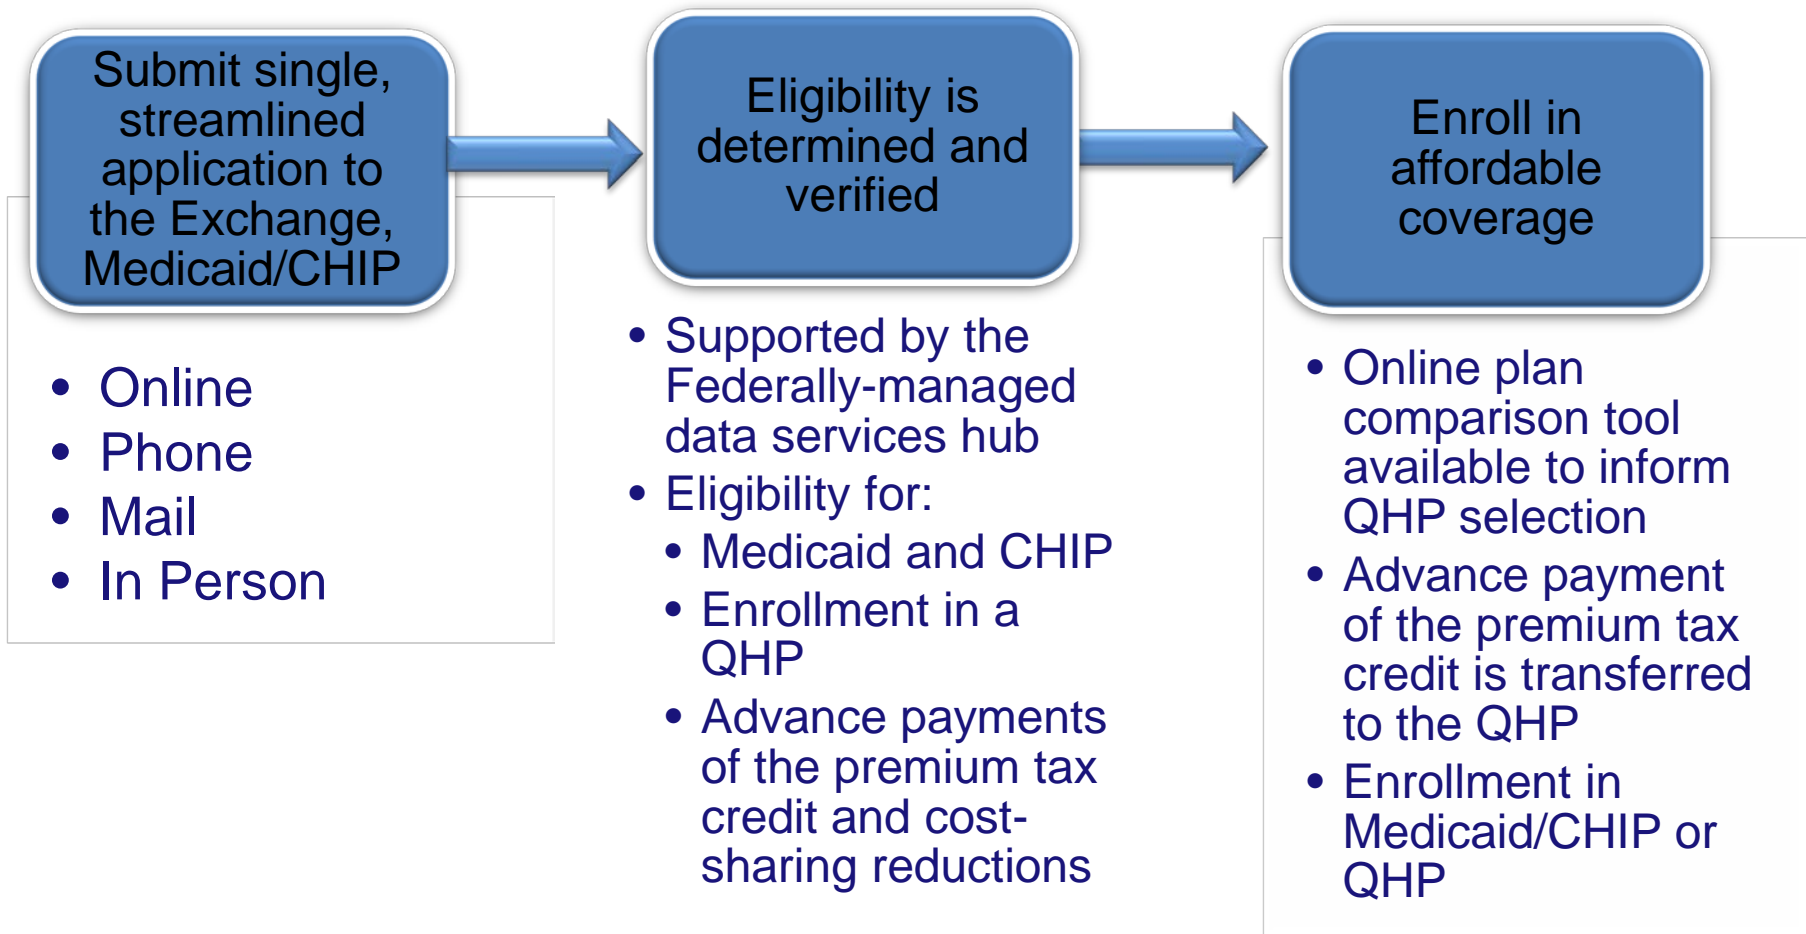 Submit single,
streamlined
application to
the Exchange,
Medicaid/CHIP
• Online
• Phone
• Mail
• In Person
Eligibility is
determined and
verified
• Supported by the
Federally-managed
data services hub
• Eligibility for:
• Medicaid and CHIP
• Enrollment in a
QHP
• Advance payments
of the premium tax
credit and cost-
sharing reductions
Enroll in
affordable
coverage
• Online plan
comparison tool
available to inform
QHP selection
• Advance payment
of the premium tax
credit is transferred
to the QHP
• Enrollment in
Medicaid/CHIP or
QHP